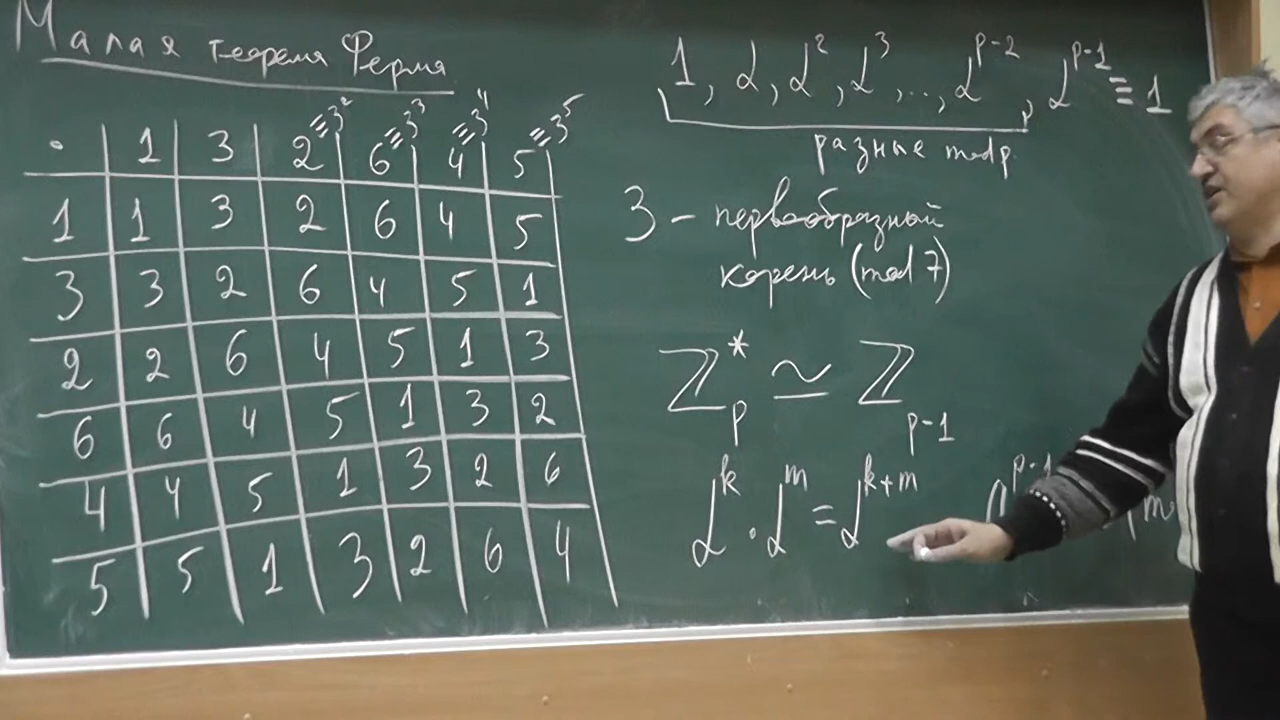 Малая теорема Ферма
· 1 3 2≡3² 6≡3³ 4≡3⁴ 5≡3⁵
1 1 3 2 6 4 5
3 3 2 6 4 5 1
2 2 6 4 5 1 3
6 6 4 5 1 3 2
4 4 5 1 3 2 6
5 5 1 3 2 6 4
1, α, α², α³, ..., α^{p-2}, α^{p-1} ≡ 1
разные mod p
3 - первообразный
корень (mod 7)
ℤ*_p ≃ ℤ_{p-1}
α^k · α^m = α^{k+m}